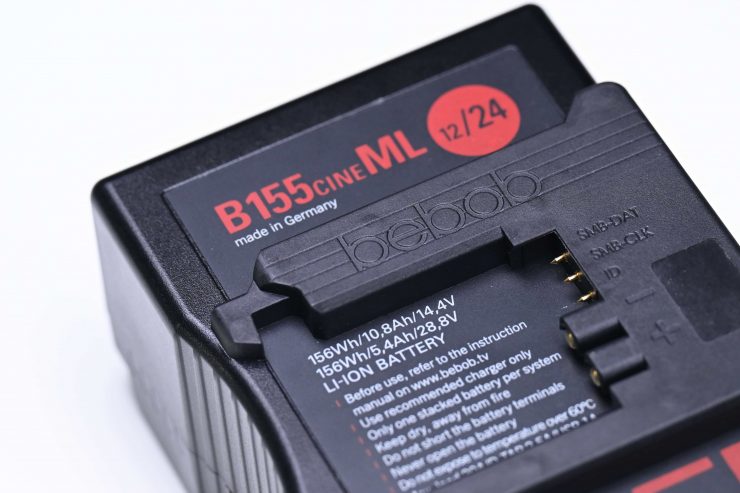 B155CINEML 12/24
made in Germany
bebob
SMB-DAT
SMB-CLK
ID
−
+
156Wh/10,8Ah/14,4V
156Wh/5,4Ah/28,8V
LI-ION BATTERY
Before use, refer to the instruction
manual on www.bebob.tv
Use recommended charger only
Only one stacked battery per system
Keep dry, away from fire
Do not short the battery terminals
Never open the battery
Do not expose to temperature over 60°C